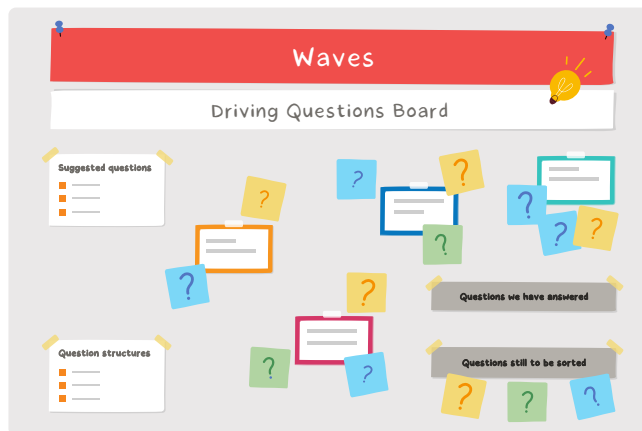 Waves
Driving Questions Board
Suggested questions
?
?
?
?
?
?
?
?
Questions we have answered
?
?
Question structures
?
?
Questions still to be sorted
?
?
?